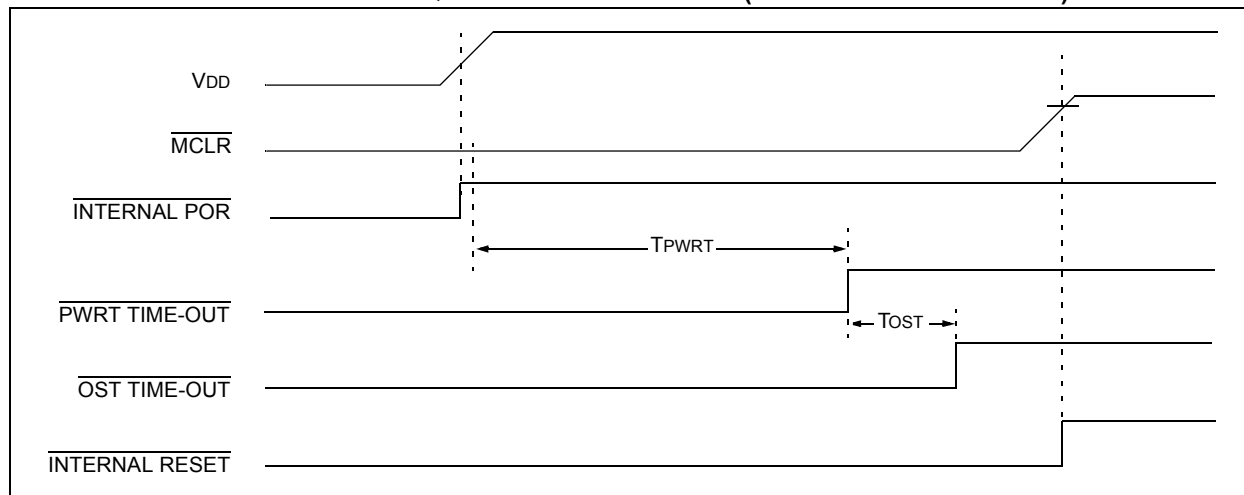 VDD
MCLR
INTERNAL POR
TPWRT
PWRT TIME-OUT
TOST
OST TIME-OUT
INTERNAL RESET